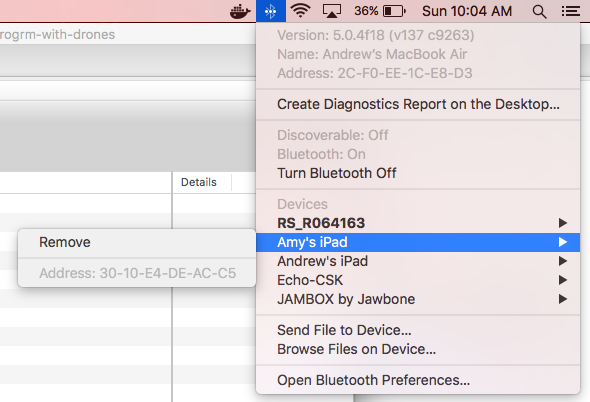 36%
Sun 10:04 AM
rogrm-with-drones
Version: 5.0.4f18 (v137 c9263)
Name: Andrew's MacBook Air
Address: 2C-F0-EE-1C-E8-D3
Create Diagnostics Report on the Desktop...
Discoverable: Off
Bluetooth: On
Turn Bluetooth Off
Details
Devices
RS_R064163
Amy's iPad
Remove
Address: 30-10-E4-DE-AC-C5
Andrew's iPad
Echo-CSK
JAMBOX by Jawbone
Send File to Device...
Browse Files on Device...
Open Bluetooth Preferences...